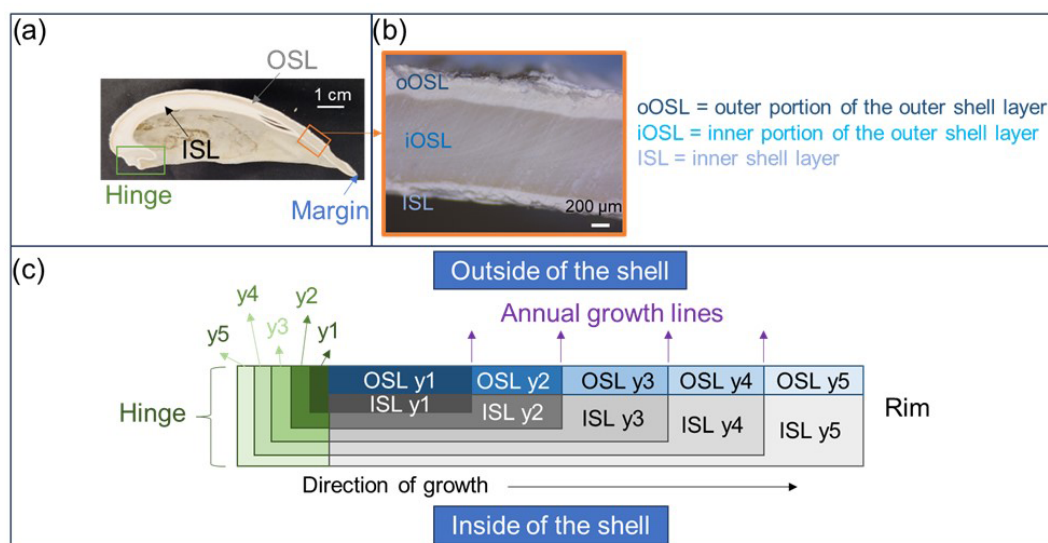 (a)
OSL
1 cm
ISL
Hinge
Margin
(b)
oOSL
iOSL
ISL
200 µm
oOSL = outer portion of the outer shell layer
iOSL = inner portion of the outer shell layer
ISL = inner shell layer
(c)
Outside of the shell
Annual growth lines
y4
y2
y5
y3
y1
Hinge
OSL y1
OSL y2
OSL y3
OSL y4
OSL y5
ISL y1
ISL y2
ISL y3
ISL y4
ISL y5
Rim
Direction of growth
Inside of the shell